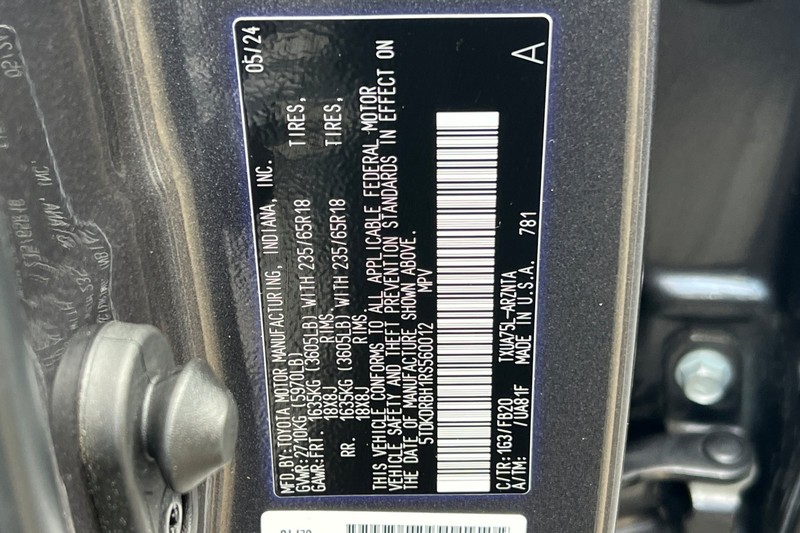 MFD.BY:TOYOTA MOTOR MANUFACTURING, INDIANA, INC. 05/24
GVWR:2710KG (5970LB)
GAWR:FRT. 1635KG (3605LB) WITH 235/65R18 TIRES,
18X8J RIMS
RR. 1635KG (3605LB) WITH 235/65R18 TIRES,
18X8J RIMS
THIS VEHICLE CONFORMS TO ALL APPLICABLE FEDERAL MOTOR
VEHICLE SAFETY AND THEFT PREVENTION STANDARDS IN EFFECT ON
THE DATE OF MANUFACTURE SHOWN ABOVE.
5TDKDRBH1RS560012 MPV
C/TR:1G3/FB20 TXUA75L-ARZNTA
A/TM: /UA81F MADE IN U.S.A. 781
A